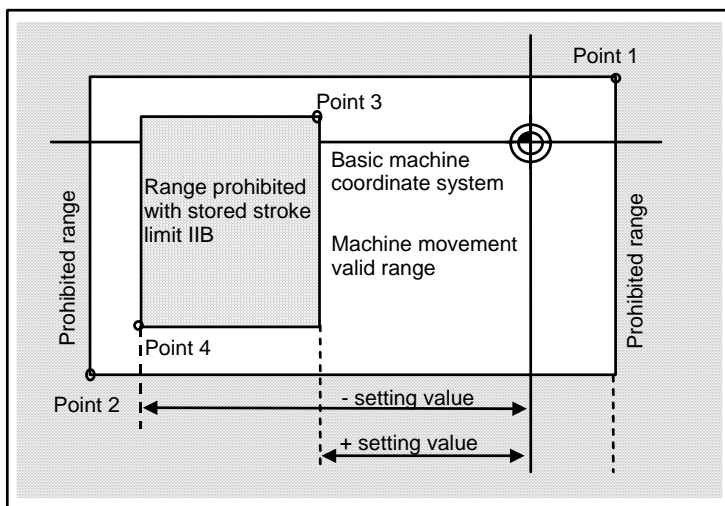 Point 1
Point 3
Basic machine
coordinate system
Range prohibited
with stored stroke
limit IIB
Machine movement
valid range
Prohibited range
Prohibited range
Point 4
Point 2
- setting value
+ setting value